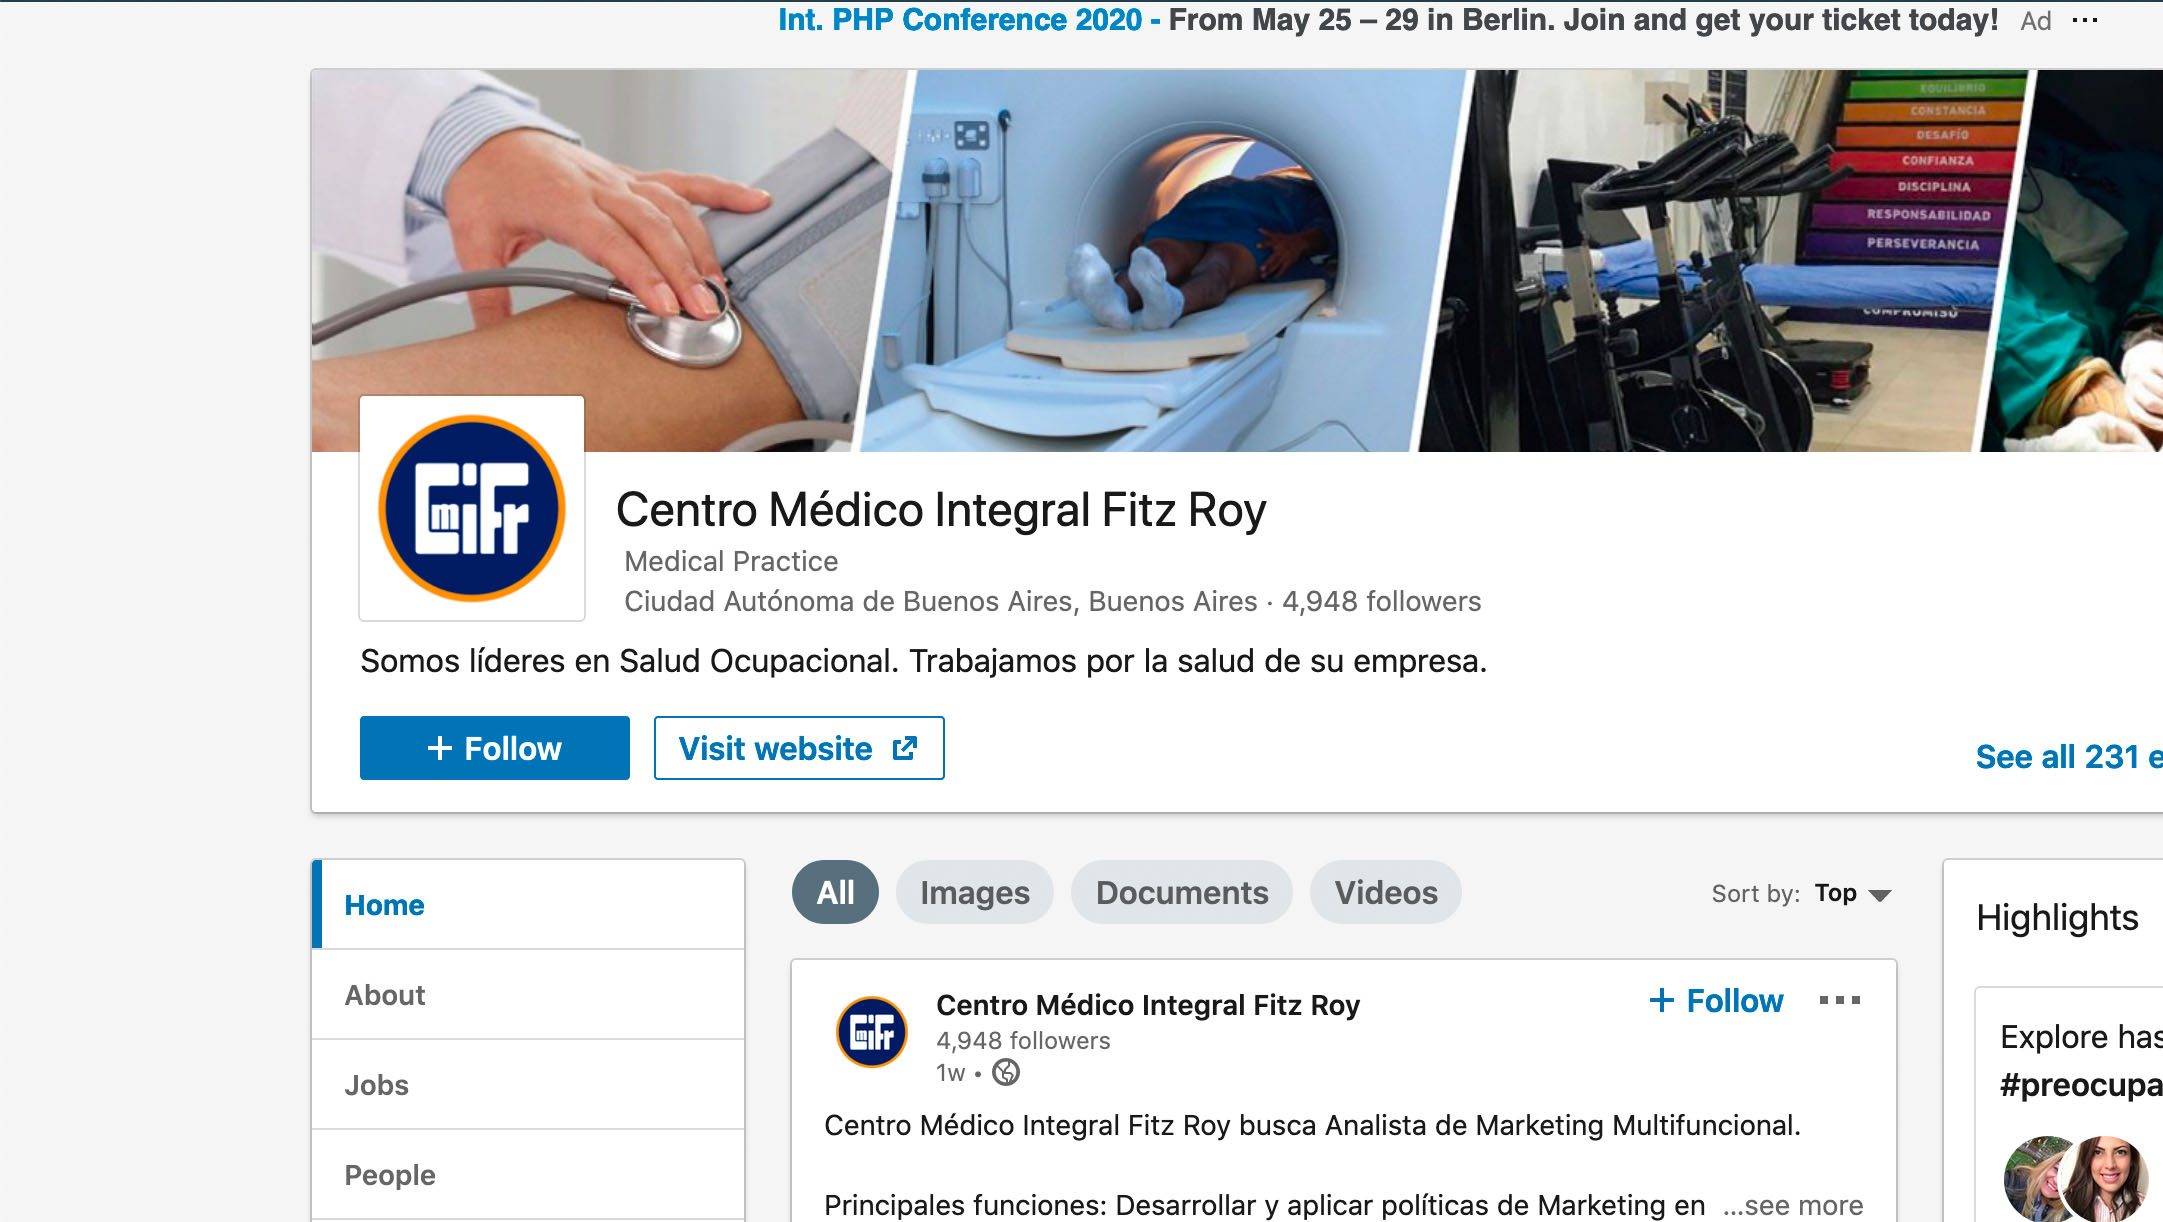 Int. PHP Conference 2020 - From May 25 – 29 in Berlin. Join and get your ticket today! Ad ...
EQUILIBRIO
CONSTANCIA
DESAFÍO
CONFIANZA
DISCIPLINA
RESPONSABILIDAD
PERSEVERANCIA
COMPROMISO
CmiFr
Centro Médico Integral Fitz Roy
Medical Practice
Ciudad Autónoma de Buenos Aires, Buenos Aires · 4,948 followers
Somos líderes en Salud Ocupacional. Trabajamos por la salud de su empresa.
+ Follow
Visit website
See all 231 e
Home
About
Jobs
People
All
Images
Documents
Videos
Sort by: Top
CmiFr
Centro Médico Integral Fitz Roy
+ Follow ...
4,948 followers
1w •
Centro Médico Integral Fitz Roy busca Analista de Marketing Multifuncional.
Principales funciones: Desarrollar y aplicar políticas de Marketing en ...see more
Highlights
Explore has
#preocupa